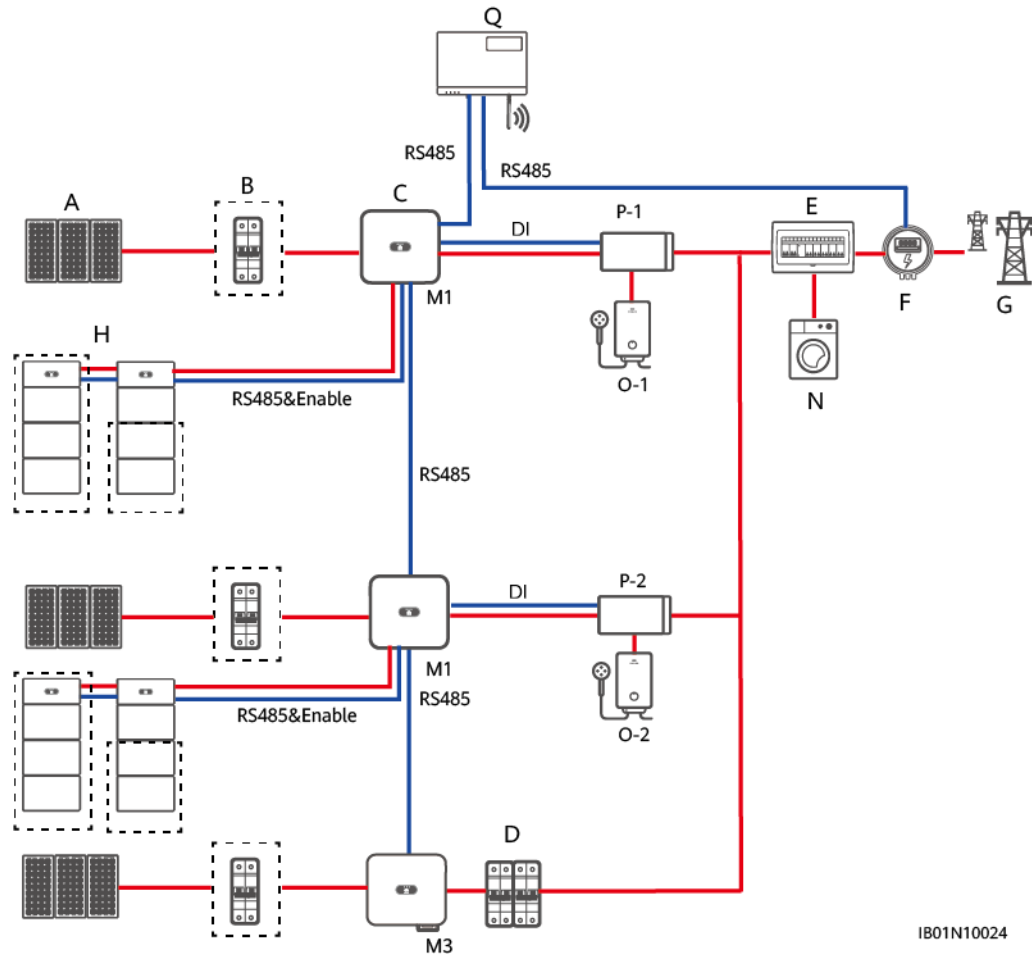 Q
RS485
RS485
A
B
C
DI
P-1
E
M1
F
G
H
O-1
N
RS485&Enable
RS485
P-2
DI
M1
RS485
RS485&Enable
O-2
D
M3
IB01N10024